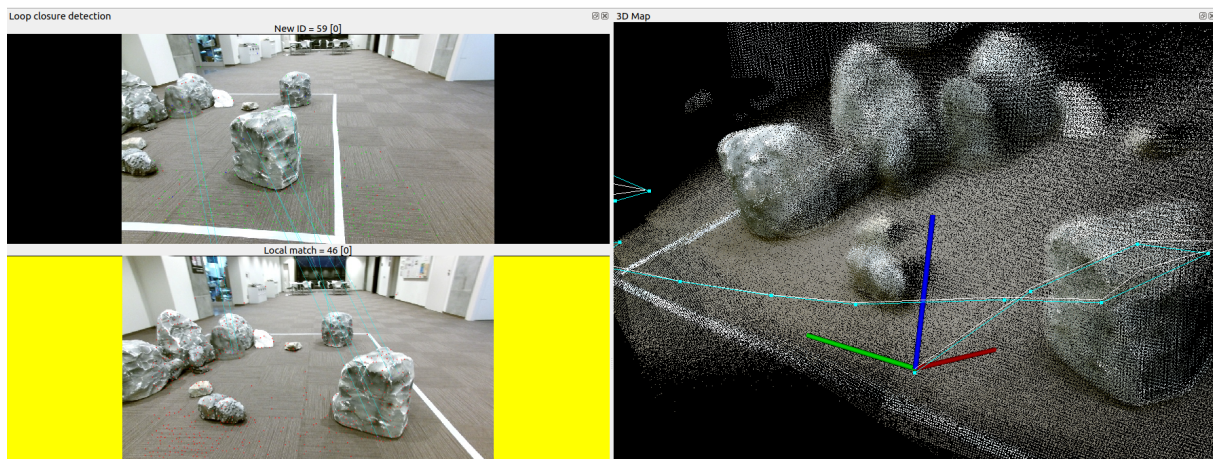 Loop closure detection
New ID = 59 [0]
Local match = 46 [0]
3D Map